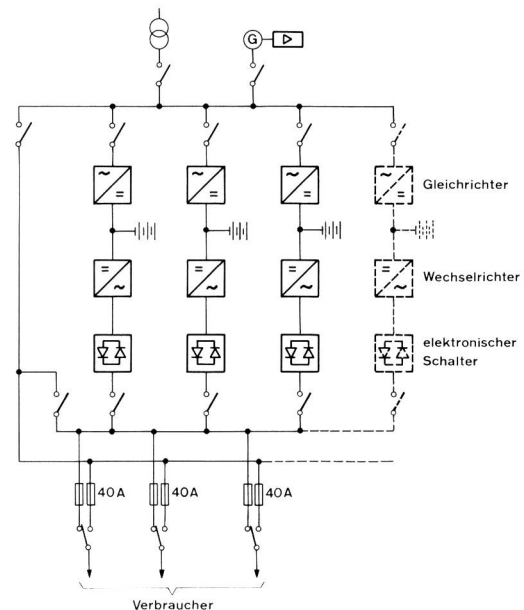 G
Gleichrichter
Wechselrichter
elektronischer
Schalter
40A 40A 40A
Verbraucher